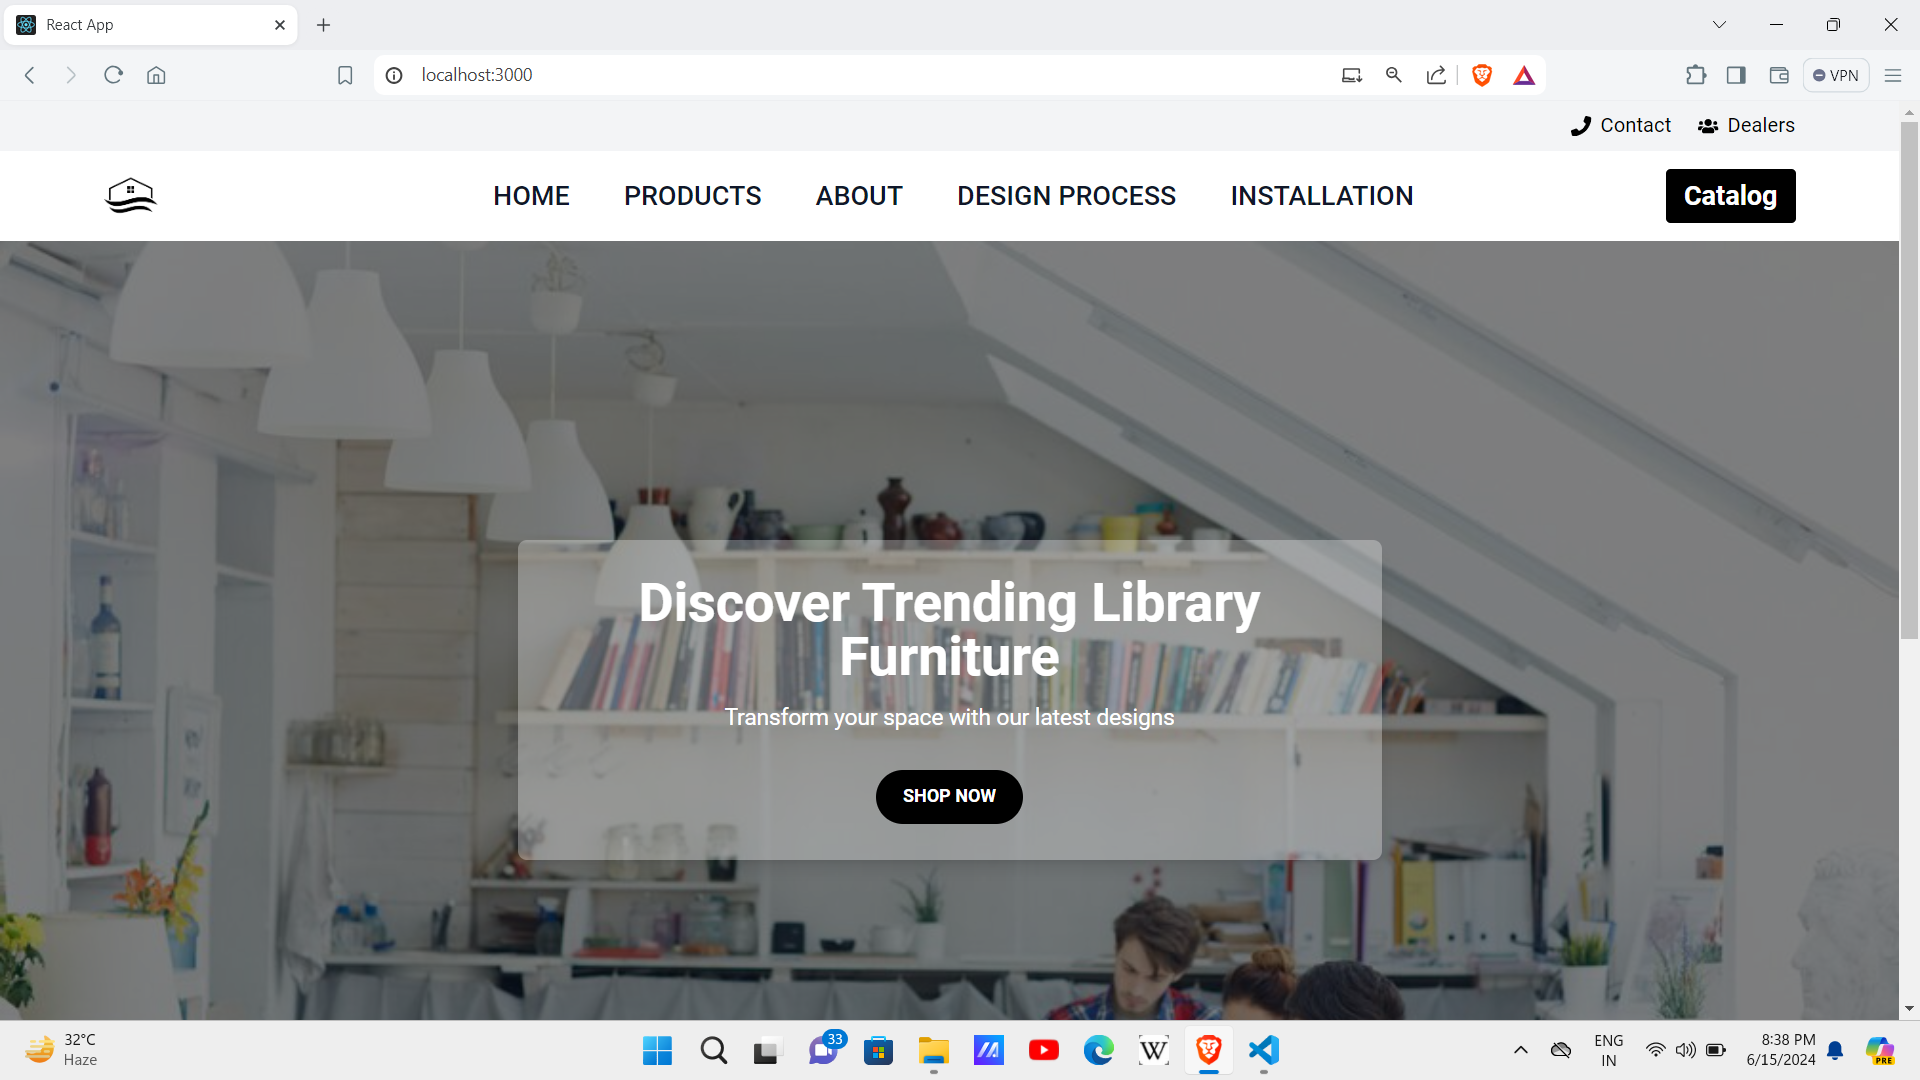 React App
localhost:3000
VPN
Contact Dealers
HOME PRODUCTS ABOUT DESIGN PROCESS INSTALLATION Catalog
Discover Trending Library
Furniture
Transform your space with our latest designs
SHOP NOW
32°C
Haze
33
W
ENG
IN
8:38 PM
6/15/2024
PRE